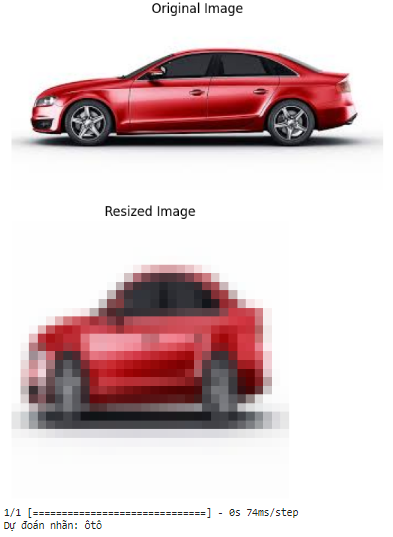 Original Image
Resized Image
1/1 [==============================] - 0s 74ms/step
Dự đoán nhãn: ôtô